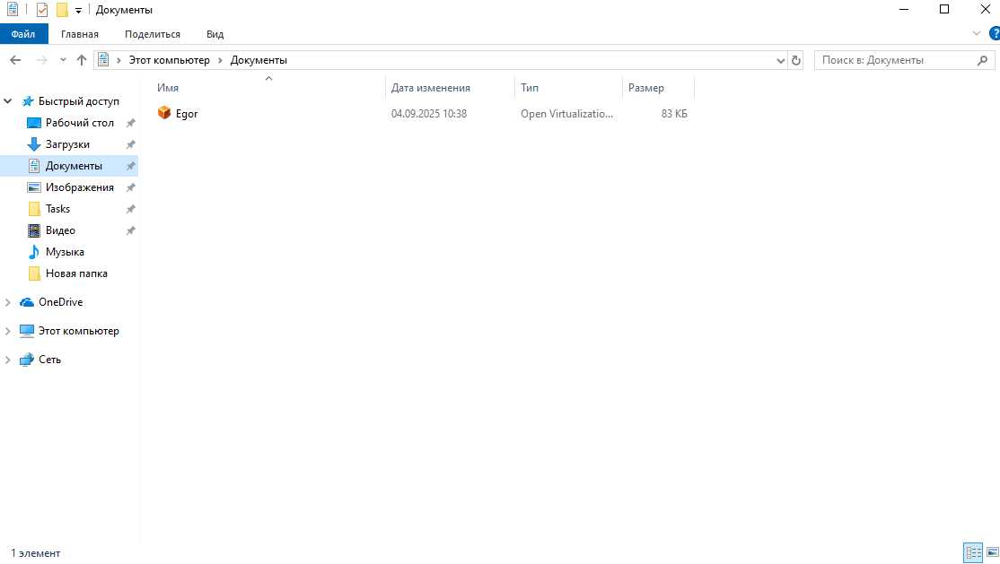 Документы
Файл Главная Поделиться Вид
Этот компьютер Документы Поиск в: Документы
Имя Дата изменения Тип Размер
Egor 04.09.2025 10:38 Open Virtualizatio... 83 КБ
Быстрый доступ
Рабочий стол
Загрузки
Документы
Изображения
Tasks
Видео
Музыка
Новая папка
OneDrive
Этот компьютер
Сеть
1 элемент